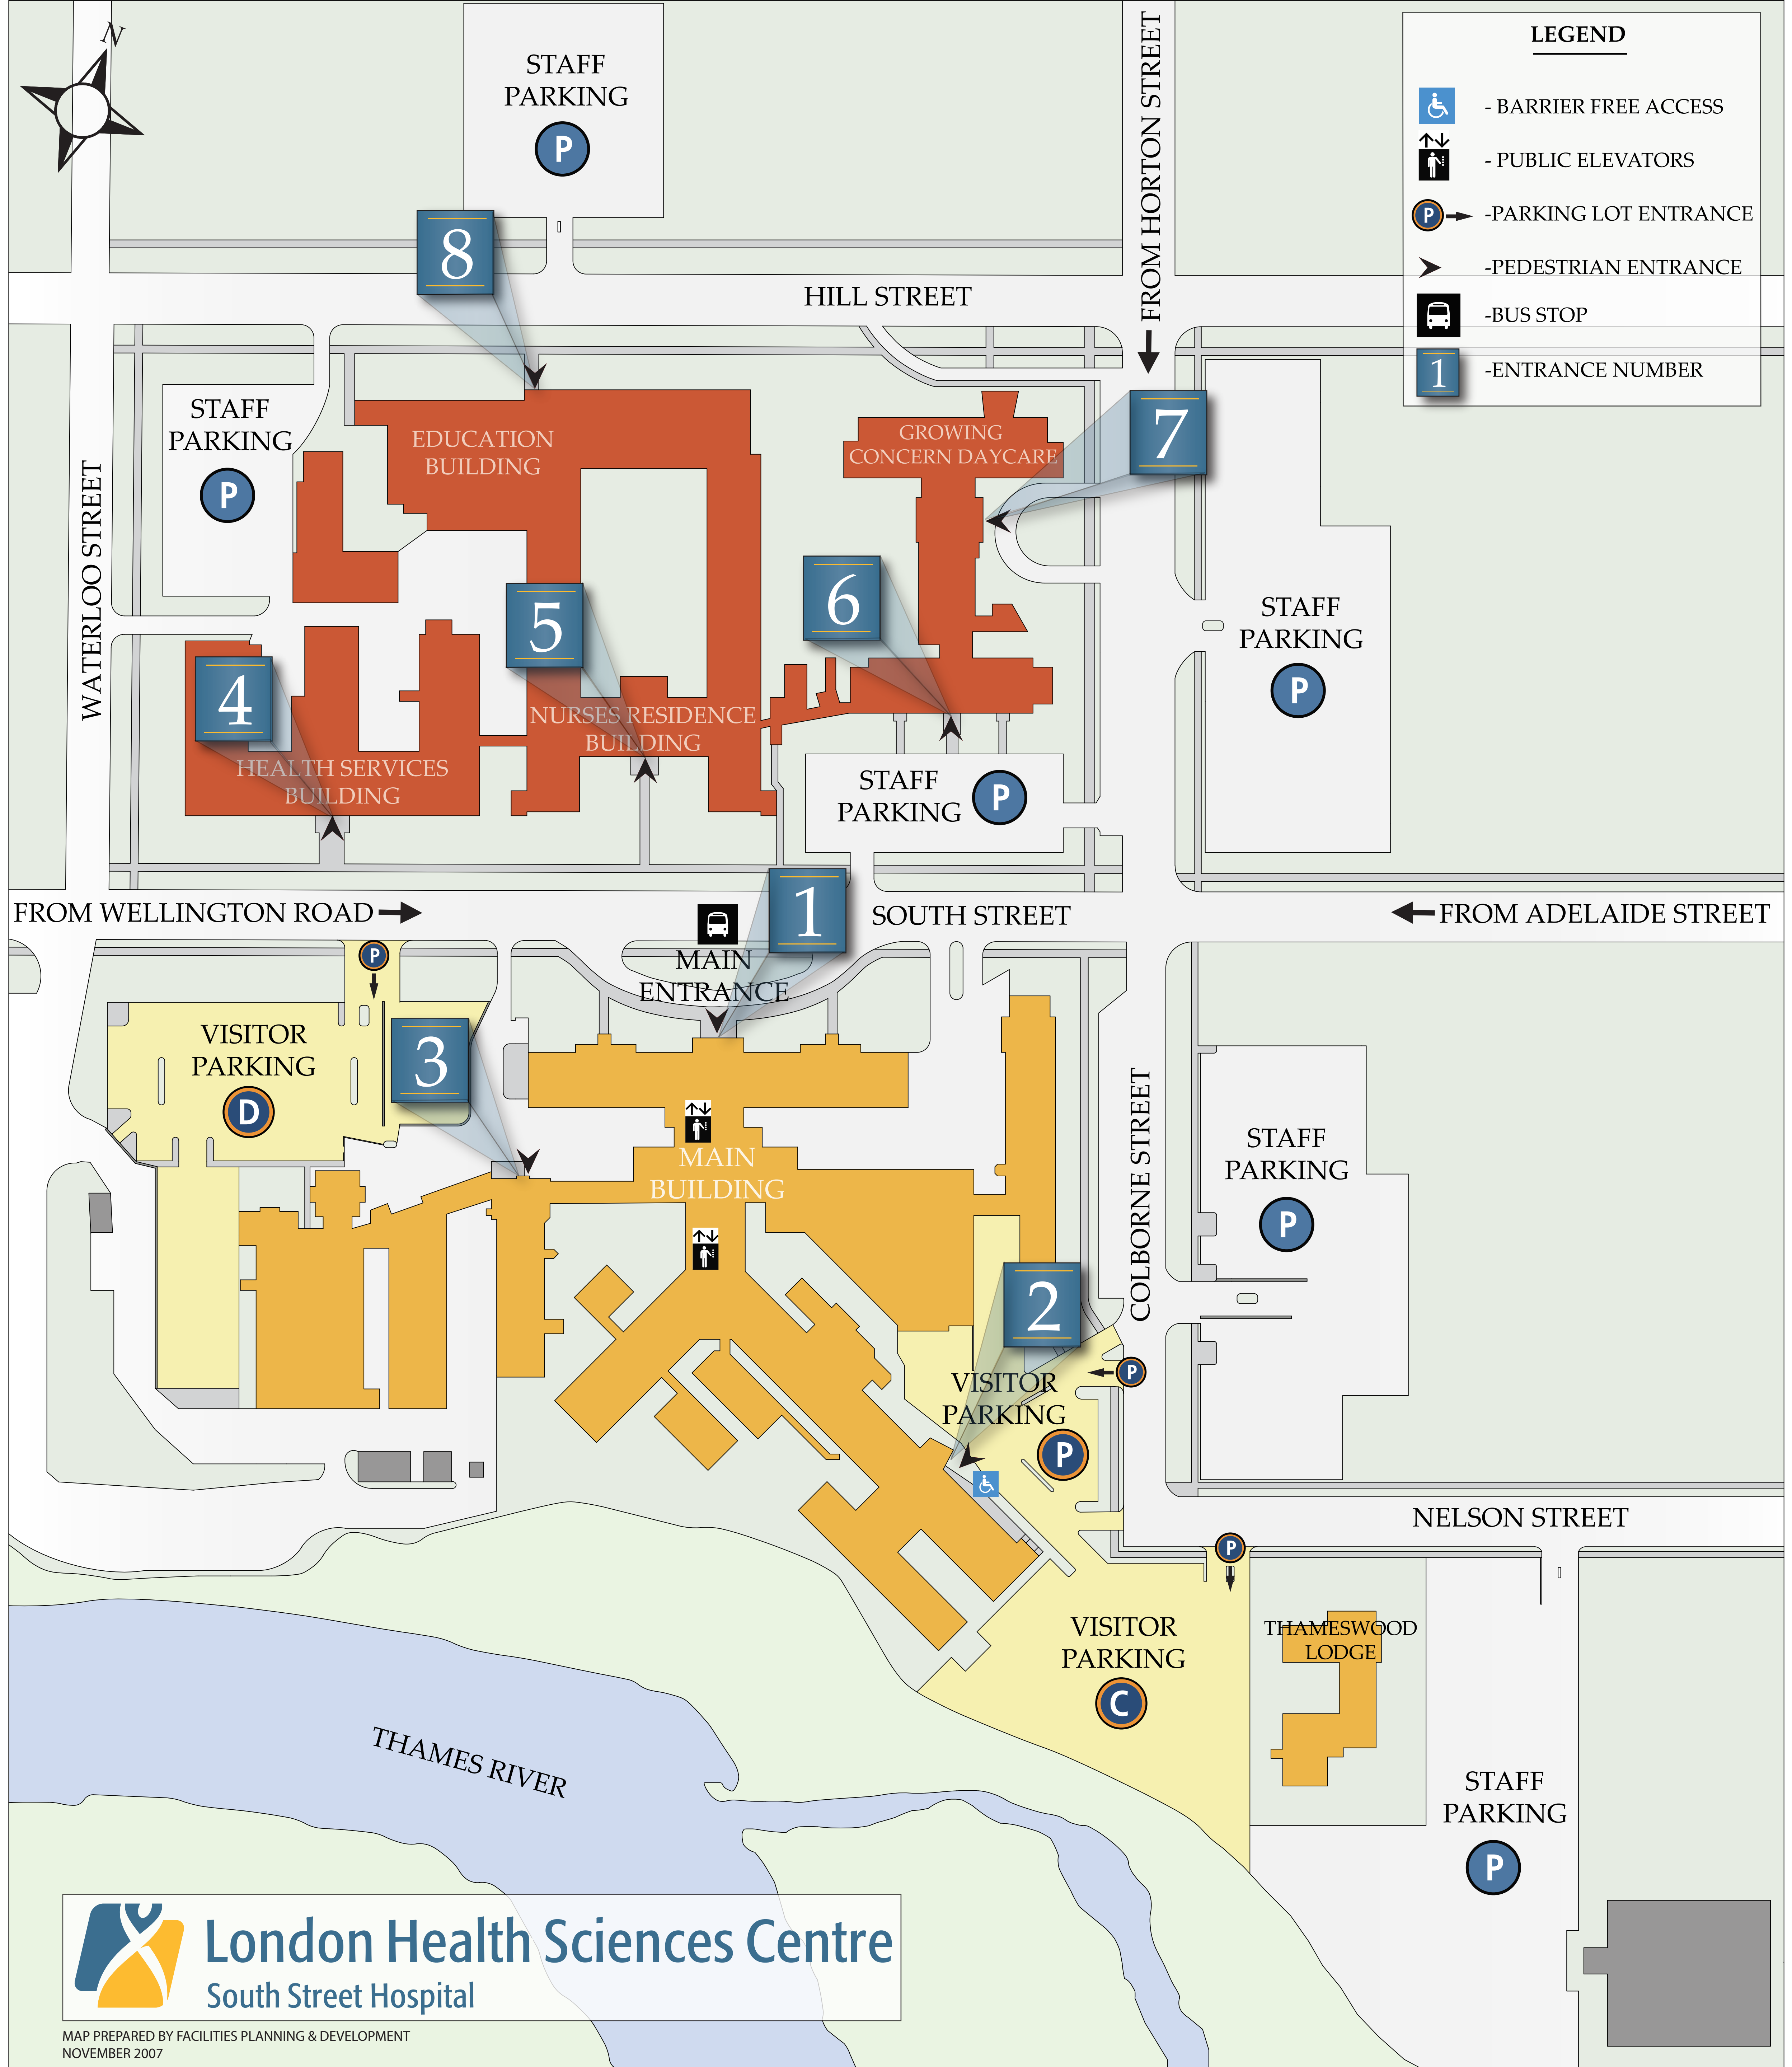 N
STAFF
PARKING
P
FROM HORTON STREET
LEGEND
- BARRIER FREE ACCESS
- PUBLIC ELEVATORS
P
-PARKING LOT ENTRANCE
-PEDESTRIAN ENTRANCE
-BUS STOP
1
-ENTRANCE NUMBER
8
HILL STREET
STAFF
PARKING
P
EDUCATION
BUILDING
GROWING
CONCERN DAYCARE
7
WATERLOO STREET
5
6
STAFF
PARKING
P
4
NURSES RESIDENCE
BUILDING
HEALTH SERVICES
BUILDING
STAFF
PARKING
P
FROM WELLINGTON ROAD
1
SOUTH STREET
FROM ADELAIDE STREET
P
MAIN
ENTRANCE
VISITOR
PARKING
D
3
MAIN
BUILDING
COLBORNE STREET
STAFF
PARKING
P
2
VISITOR
PARKING
P
P
NELSON STREET
P
VISITOR
PARKING
C
THAMESWOOD
LODGE
THAMES RIVER
STAFF
PARKING
P
London Health Sciences Centre
South Street Hospital
MAP PREPARED BY FACILITIES PLANNING & DEVELOPMENT
NOVEMBER 2007